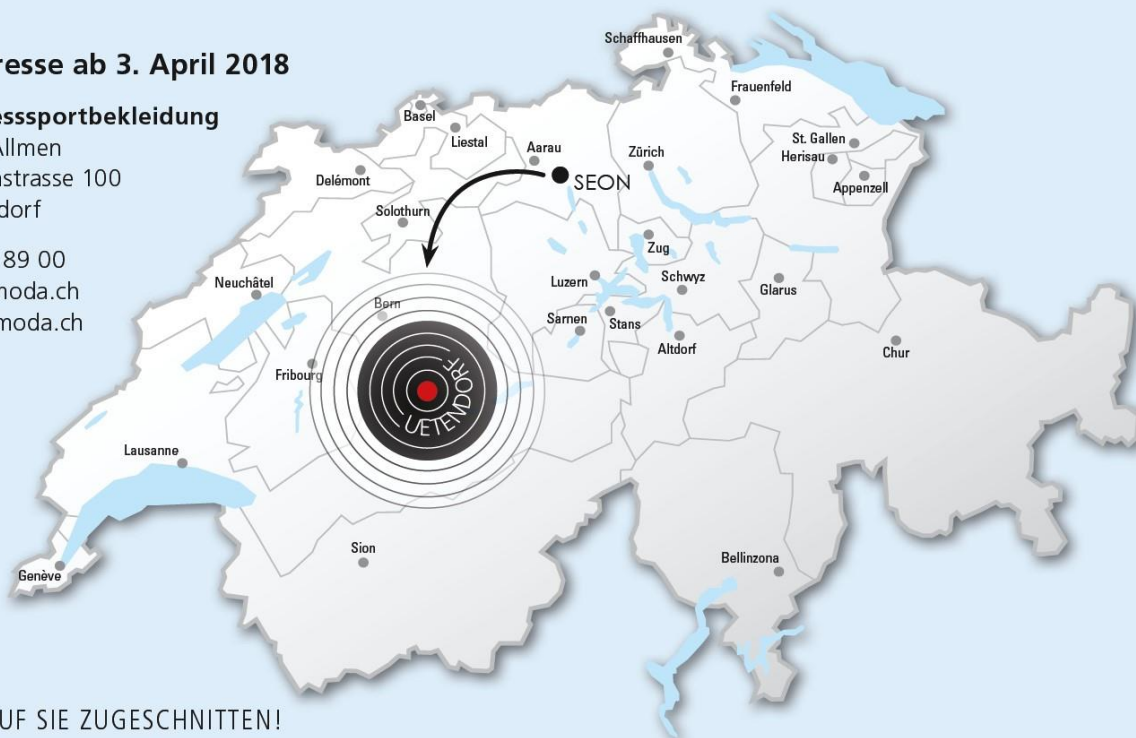 resse ab 3. April 2018
esssportbekleidung
Allmen
nstrasse 100
dorf
89 00
moda.ch
moda.ch
Schaffhausen
Frauenfeld
Basel
Liestal
Aarau
Zürich
St. Gallen
Herisau
Appenzell
Delémont
SEON
Solothurn
Zug
Neuchâtel
Luzern
Schwyz
Glarus
Bern
Sarnen
Stans
Altdorf
Chur
Fribourg
UETENDORF
Lausanne
Sion
Bellinzona
Genève
UF SIE ZUGESCHNITTEN!